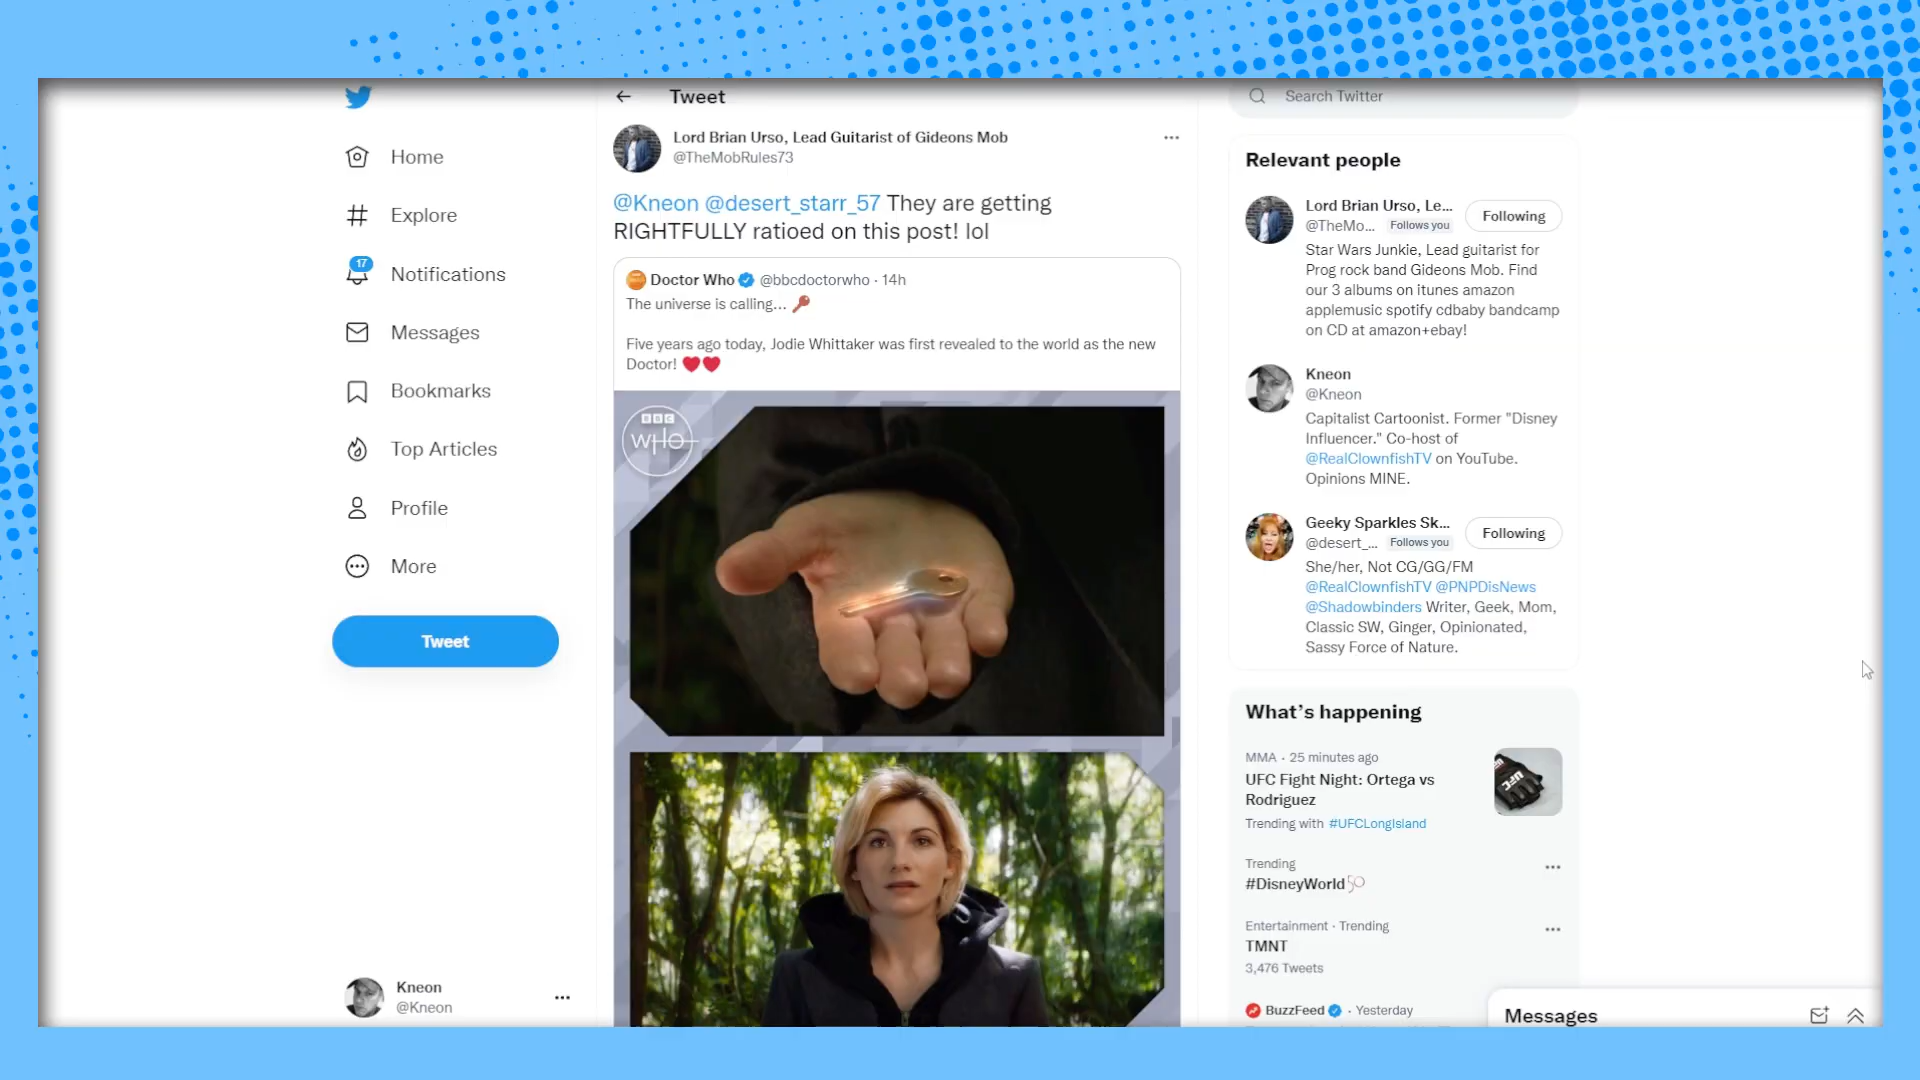 Tweet
Search Twitter
Home
Explore
17
Notifications
Messages
Bookmarks
Top Articles
Profile
More
Tweet
Kneon
@Kneon
Lord Brian Urso, Lead Guitarist of Gideons Mob
@TheMobRules73
@Kneon @desert_starr_57 They are getting
RIGHTFULLY ratioed on this post! lol
Doctor Who @bbcdoctorwho · 14h
The universe is calling...
Five years ago today, Jodie Whittaker was first revealed to the world as the new
Doctor!
BBC
WHO
Relevant people
Lord Brian Urso, Le...
@TheMo... Follows you
Following
Star Wars Junkie, Lead guitarist for
Prog rock band Gideons Mob. Find
our 3 albums on itunes amazon
applemusic spotify cdbaby bandcamp
on CD at amazon+ebay!
Kneon
@Kneon
Capitalist Cartoonist. Former "Disney
Influencer." Co-host of
@RealClownfishTV on YouTube.
Opinions MINE.
Geeky Sparkles Sk...
@desert_... Follows you
Following
She/her, Not CG/GG/FM
@RealClownfishTV @PNPDisNews
@Shadowbinders Writer, Geek, Mom,
Classic SW, Ginger, Opinionated,
Sassy Force of Nature.
What's happening
MMA · 25 minutes ago
UFC Fight Night: Ortega vs
Rodriguez
Trending with #UFCLongIsland
UFC
Trending
#DisneyWorld
Entertainment · Trending
TMNT
3,476 Tweets
BuzzFeed · Yesterday
Messages